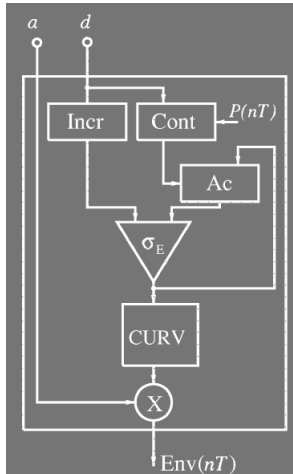 a d
Incr Cont P(nT)
Ac
σE
CURV
X
Env(nT)